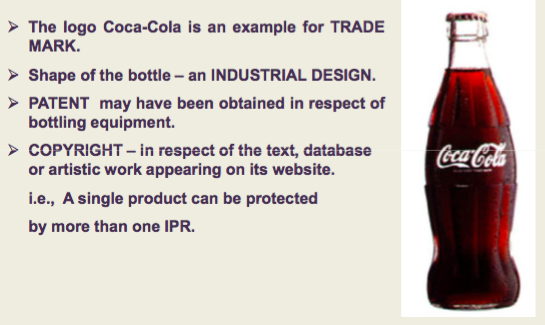 ➢ The logo Coca-Cola is an example for TRADE
MARK.
➢ Shape of the bottle – an INDUSTRIAL DESIGN.
➢ PATENT may have been obtained in respect of
bottling equipment.
➢ COPYRIGHT – in respect of the text, database
or artistic work appearing on its website.
i.e., A single product can be protected
by more than one IPR.
Coca-Cola